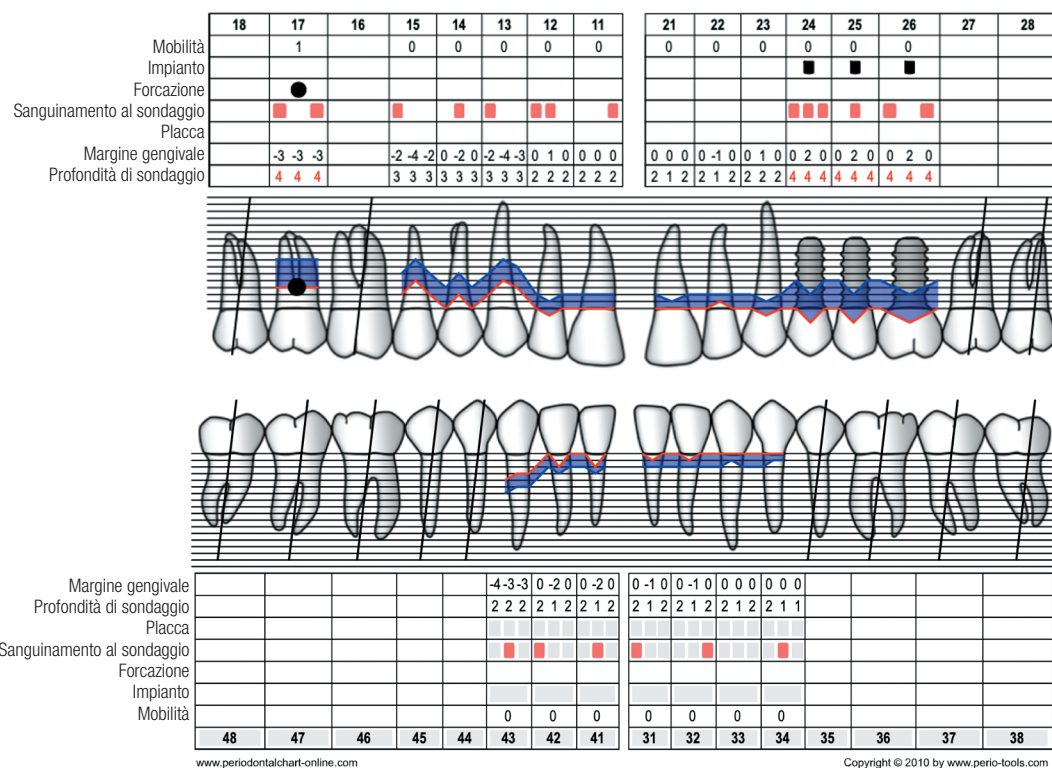 18 17 16 15 14 13 12 11 21 22 23 24 25 26 27 28
Mobilità 1 0 0 0 0 0 0 0 0 0 0 0
Impianto
Forcazione
Sanguinamento al sondaggio
Placca
Margine gengivale -3 -3 -3 -2 -4 -2 0 -2 0 -2 -4 -3 0 1 0 0 0 0 0 0 0 0 -1 0 0 1 0 0 2 0 0 2 0 0 2 0
Profondità di sondaggio 4 4 4 3 3 3 3 3 3 3 3 3 2 2 2 2 2 2 2 1 2 2 1 2 2 2 2 4 4 4 4 4 4 4 4 4
Margine gengivale -4 -3 -3 0 -2 0 0 -2 0 0 -1 0 0 -1 0 0 0 0 0 0 0
Profondità di sondaggio 2 2 2 2 1 2 2 1 2 2 1 2 2 1 2 2 1 2 2 1 1
Placca
Sanguinamento al sondaggio
Forcazione
Impianto
Mobilità 0 0 0 0 0 0 0
48 47 46 45 44 43 42 41 31 32 33 34 35 36 37 38
www.periodontalchart-online.com Copyright © 2010 by www.perio-tools.com